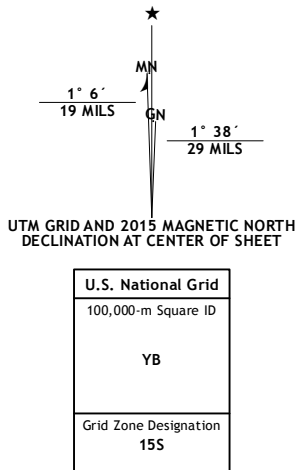 MN
1° 6´
19 MILS
GN
1° 38´
29 MILS
UTM GRID AND 2015 MAGNETIC NORTH
DECLINATION AT CENTER OF SHEET
U.S. National Grid
100,000-m Square ID
YB
Grid Zone Designation
15S